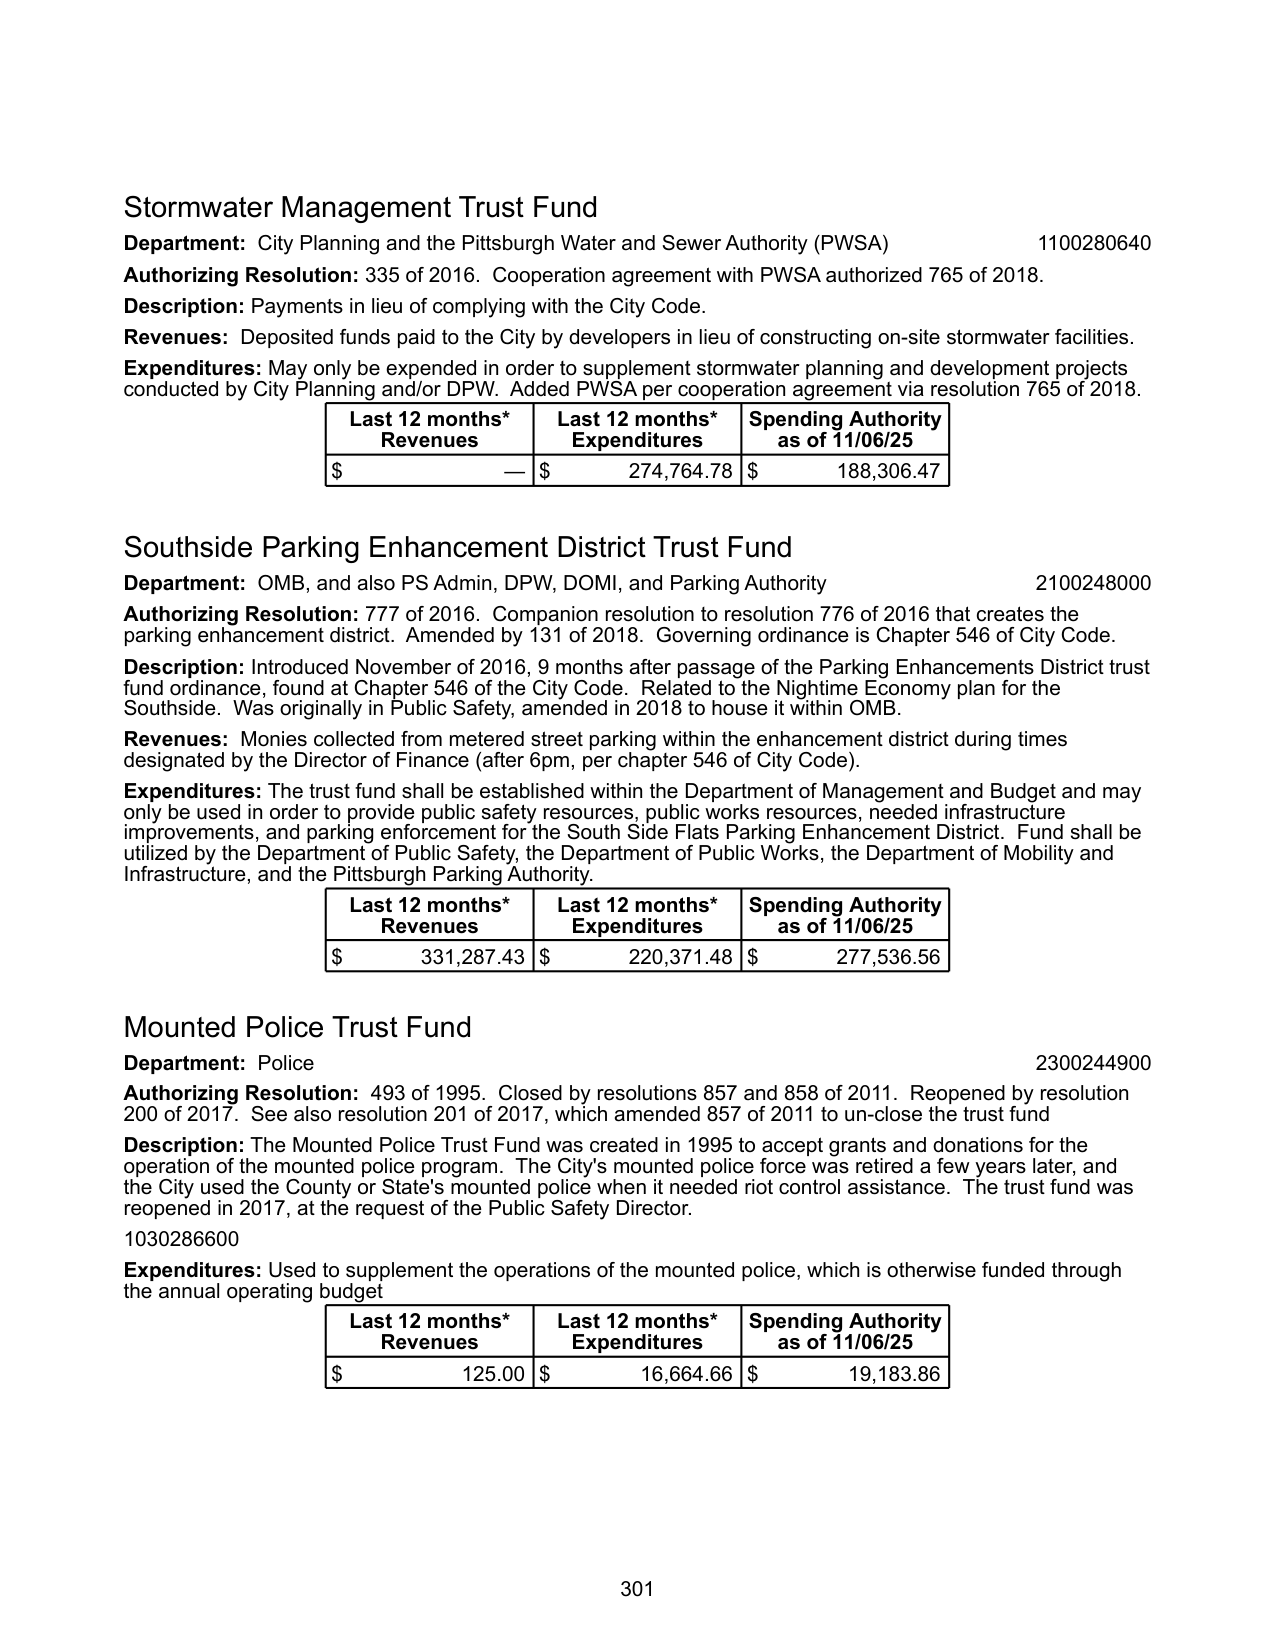 Stormwater Management Trust Fund
Department:  City Planning and the Pittsburgh Water and Sewer Authority (PWSA) 1100280640
Authorizing Resolution: 335 of 2016.  Cooperation agreement with PWSA authorized 765 of 2018.
Description: Payments in lieu of complying with the City Code.
Revenues:  Deposited funds paid to the City by developers in lieu of constructing on-site stormwater facilities.
Expenditures: May only be expended in order to supplement stormwater planning and development projects
conducted by City Planning and/or DPW.  Added PWSA per cooperation agreement via resolution 765 of 2018.
Last 12 months* Last 12 months* Spending Authority
Revenues Expenditures as of 11/06/25
$ — $ 274,764.78 $ 188,306.47
Southside Parking Enhancement District Trust Fund
Department:  OMB, and also PS Admin, DPW, DOMI, and Parking Authority 2100248000
Authorizing Resolution: 777 of 2016.  Companion resolution to resolution 776 of 2016 that creates the
parking enhancement district.  Amended by 131 of 2018.  Governing ordinance is Chapter 546 of City Code.
Description: Introduced November of 2016, 9 months after passage of the Parking Enhancements District trust
fund ordinance, found at Chapter 546 of the City Code.  Related to the Nightime Economy plan for the
Southside.  Was originally in Public Safety, amended in 2018 to house it within OMB.
Revenues:  Monies collected from metered street parking within the enhancement district during times
designated by the Director of Finance (after 6pm, per chapter 546 of City Code).
Expenditures: The trust fund shall be established within the Department of Management and Budget and may
only be used in order to provide public safety resources, public works resources, needed infrastructure
improvements, and parking enforcement for the South Side Flats Parking Enhancement District.  Fund shall be
utilized by the Department of Public Safety, the Department of Public Works, the Department of Mobility and
Infrastructure, and the Pittsburgh Parking Authority.
Last 12 months* Last 12 months* Spending Authority
Revenues Expenditures as of 11/06/25
$ 331,287.43 $ 220,371.48 $ 277,536.56
Mounted Police Trust Fund
Department:  Police 2300244900
Authorizing Resolution:  493 of 1995.  Closed by resolutions 857 and 858 of 2011.  Reopened by resolution
200 of 2017.  See also resolution 201 of 2017, which amended 857 of 2011 to un-close the trust fund
Description: The Mounted Police Trust Fund was created in 1995 to accept grants and donations for the
operation of the mounted police program.  The City's mounted police force was retired a few years later, and
the City used the County or State's mounted police when it needed riot control assistance.  The trust fund was
reopened in 2017, at the request of the Public Safety Director.
1030286600
Expenditures: Used to supplement the operations of the mounted police, which is otherwise funded through
the annual operating budget
Last 12 months* Last 12 months* Spending Authority
Revenues Expenditures as of 11/06/25
$ 125.00 $ 16,664.66 $ 19,183.86
301